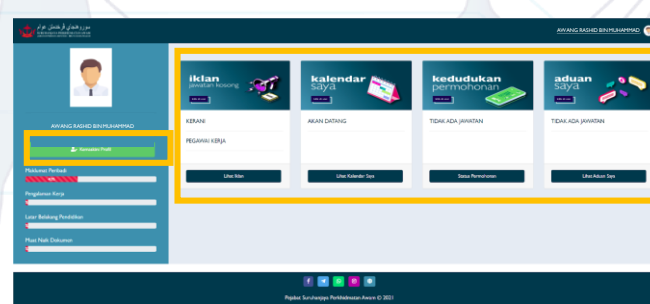 AWANG RASHID BIN MUHAMMAD
AWANG RASHID BIN MUHAMMAD
Kemaskini Profil
Maklumat Peribadi
40%
Pengalaman Kerja
Latar Belakang Pendidikan
Muat Naik Dokumen
iklan
jawatan kosong
KERANI
PEGAWAI KERJA
Lihat Iklan
kalendar
saya
AKAN DATANG
Lihat Kalendar Saya
kedudukan
permohonan
TIDAK ADA JAWATAN
Status Permohonan
aduan
saya
TIDAK ADA JAWATAN
Lihat Aduan Saya
Pejabat Suruhanjaya Perkhidmatan Awam © 2021